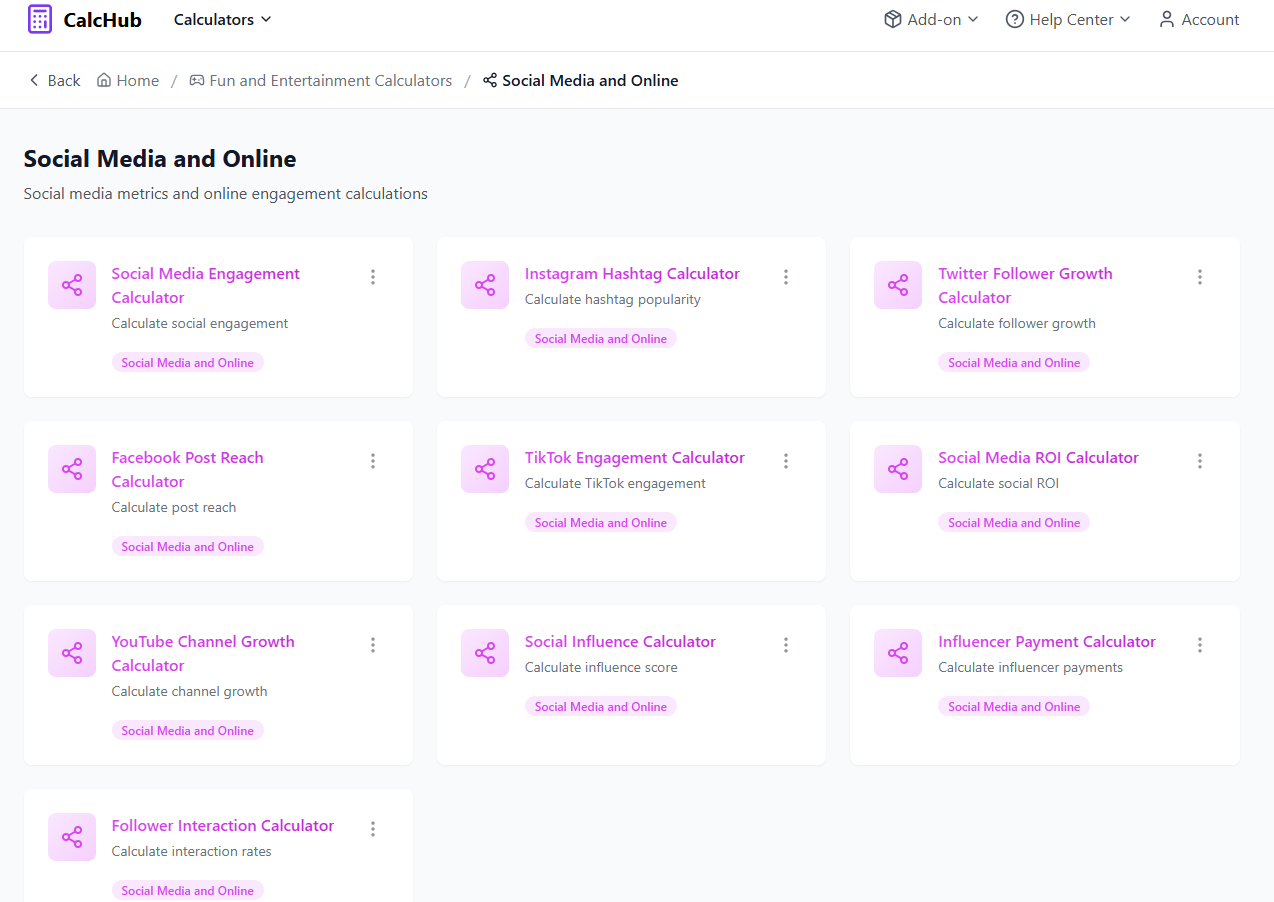 CalcHub
Calculators
Add-on
Help Center
Account
Back
Home / Fun and Entertainment Calculators / Social Media and Online
Social Media and Online
Social media metrics and online engagement calculations
Social Media Engagement
Calculator
Calculate social engagement
Social Media and Online
Instagram Hashtag Calculator
Calculate hashtag popularity
Social Media and Online
Twitter Follower Growth
Calculator
Calculate follower growth
Social Media and Online
Facebook Post Reach
Calculator
Calculate post reach
Social Media and Online
TikTok Engagement Calculator
Calculate TikTok engagement
Social Media and Online
Social Media ROI Calculator
Calculate social ROI
Social Media and Online
YouTube Channel Growth
Calculator
Calculate channel growth
Social Media and Online
Social Influence Calculator
Calculate influence score
Social Media and Online
Influencer Payment Calculator
Calculate influencer payments
Social Media and Online
Follower Interaction Calculator
Calculate interaction rates
Social Media and Online